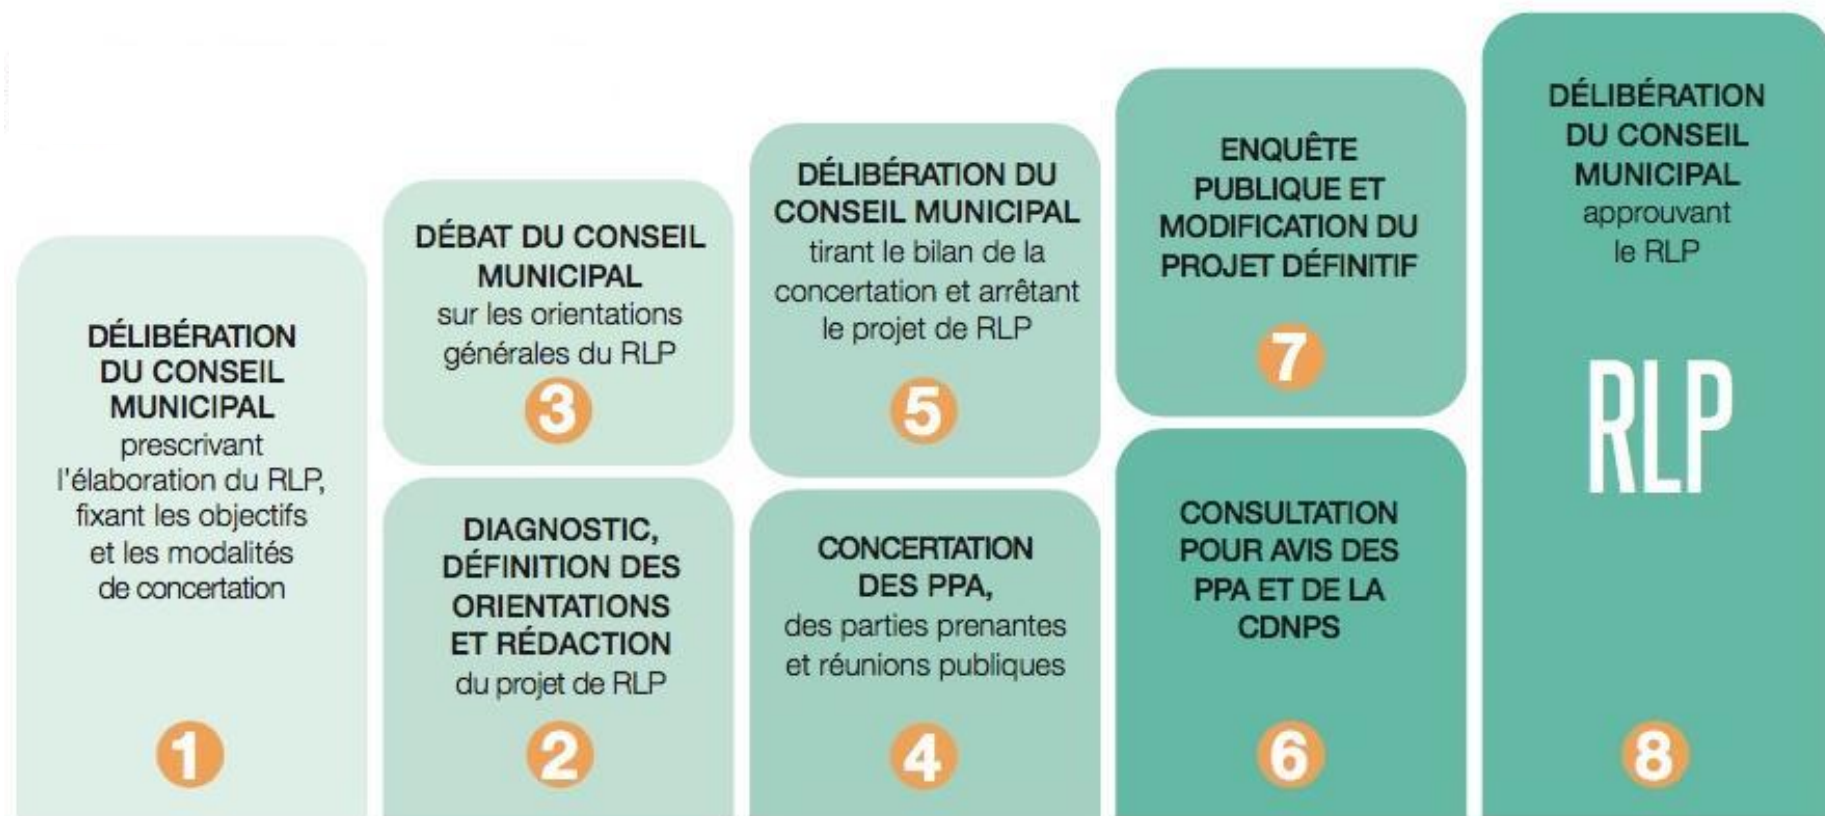 DÉLIBÉRATION
DU CONSEIL
MUNICIPAL
prescrivant
l'élaboration du RLP,
fixant les objectifs
et les modalités
de concertation
1
DIAGNOSTIC,
DÉFINITION DES
ORIENTATIONS
ET RÉDACTION
du projet de RLP
2
DÉBAT DU CONSEIL
MUNICIPAL
sur les orientations
générales du RLP
3
CONCERTATION
DES PPA,
des parties prenantes
et réunions publiques
4
DÉLIBÉRATION DU
CONSEIL MUNICIPAL
tirant le bilan de la
concertation et arrêtant
le projet de RLP
5
CONSULTATION
POUR AVIS DES
PPA ET DE LA
CDNPS
6
ENQUÊTE
PUBLIQUE ET
MODIFICATION DU
PROJET DÉFINITIF
7
DÉLIBÉRATION
DU CONSEIL
MUNICIPAL
approuvant
le RLP
RLP
8